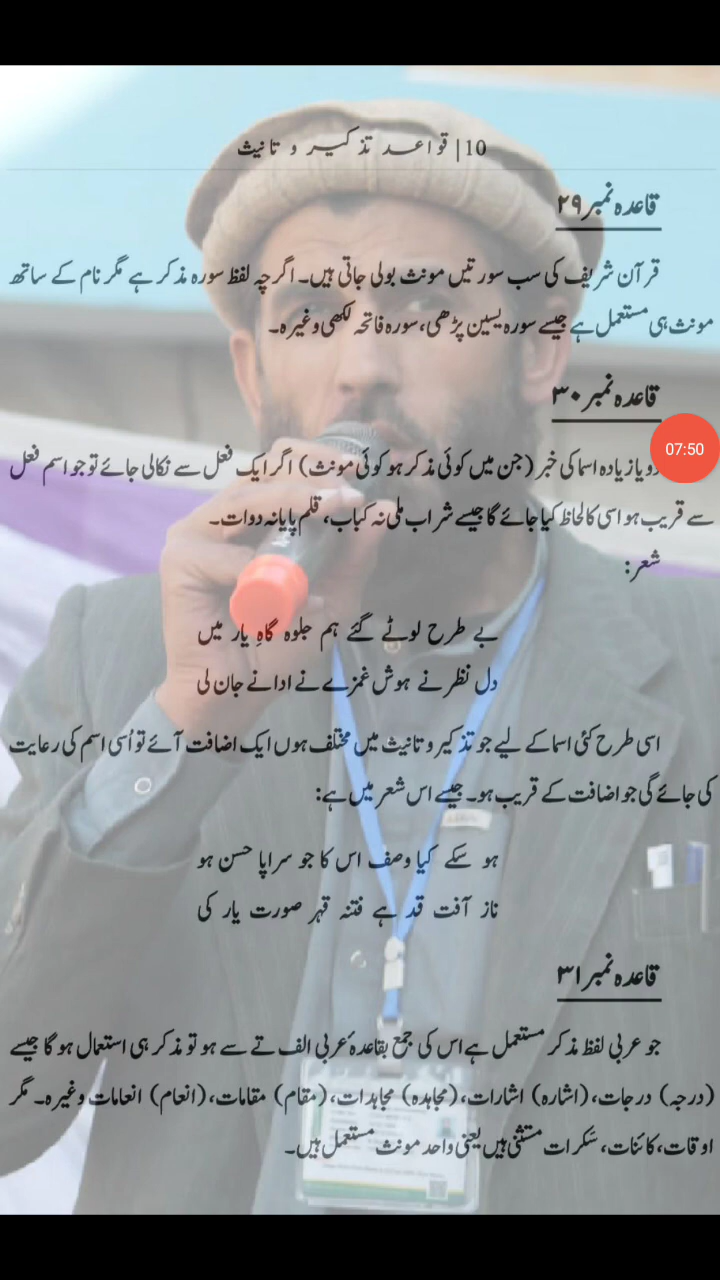 10 | قواعد تذکیر و تانیث
قاعدہ نمبر ۲۹
قرآن شریف کی سب سورتیں مونث بولی جاتی ہیں۔ اگرچہ لفظ سورہ مذکر ہے مگر نام کے ساتھ
مونث ہی مستعمل ہے جیسے سورہ یسین پڑھی، سورہ فاتحہ لکھی وغیرہ۔
قاعدہ نمبر ۳۰
07:50
دو یا زیادہ اسما کی خبر (جن میں کوئی مذکر ہو کوئی مونث) اگر ایک فعل سے نکالی جائے تو جو اسم فعل
سے قریب ہو اسی کا لحاظ کیا جائے گا جیسے شراب ملی نہ کباب، قلم پایا نہ دوات۔
شعر:
بے طرح لوٹے گئے ہم جلوہ گاہِ یار میں
دل نظر نے ہوش غمزے نے ادا نے جان لی
اسی طرح کئی اسما کے لیے جو تذکیر و تانیث میں مختلف ہوں ایک اضافت آئے تو اُسی اسم کی رعایت
کی جائے گی جو اضافت کے قریب ہو۔ جیسے اس شعر میں ہے:
ہو سکے کیا وصف اس کا جو سراپا حسن ہو
ناز آفت قد ہے فتنہ قہر صورت یار کی
قاعدہ نمبر ۳۱
جو عربی لفظ مذکر مستعمل ہے اس کی جمع بقاعدۂ عربی الف تے سے ہو تو مذکر ہی استعمال ہو گا جیسے
(درجہ) درجات، (اشارہ) اشارات، (مجاہدہ) مجاہدات، (مقام) مقامات، (انعام) انعامات وغیرہ۔ مگر
اوقات، کائنات، سَکرات مستثنیٰ ہیں یعنی واحد مونث مستعمل ہیں۔